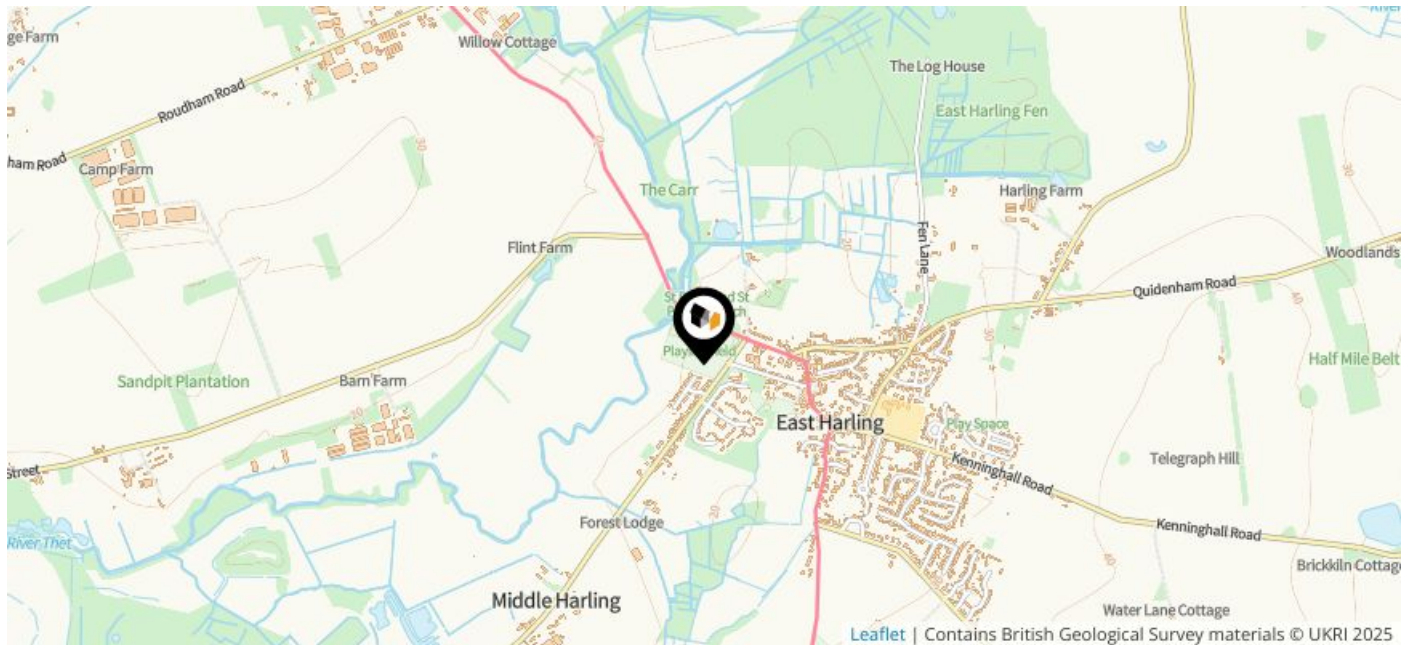 ge Farm
Willow Cottage
The Log House
Roudham Road
East Harling Fen
ham Road
Camp Farm
The Carr
Harling Farm
Flint Farm
Fen Lane
Woodlands
Quidenham Road
Half Mile Belt
Sandpit Plantation
Barn Farm
East Harling
Play Space
Street
Telegraph Hill
Kenninghall Road
Forest Lodge
Kenninghall Road
River Thet
Brickkiln Cottage
Middle Harling
Water Lane Cottage
Leaflet | Contains British Geological Survey materials © UKRI 2025